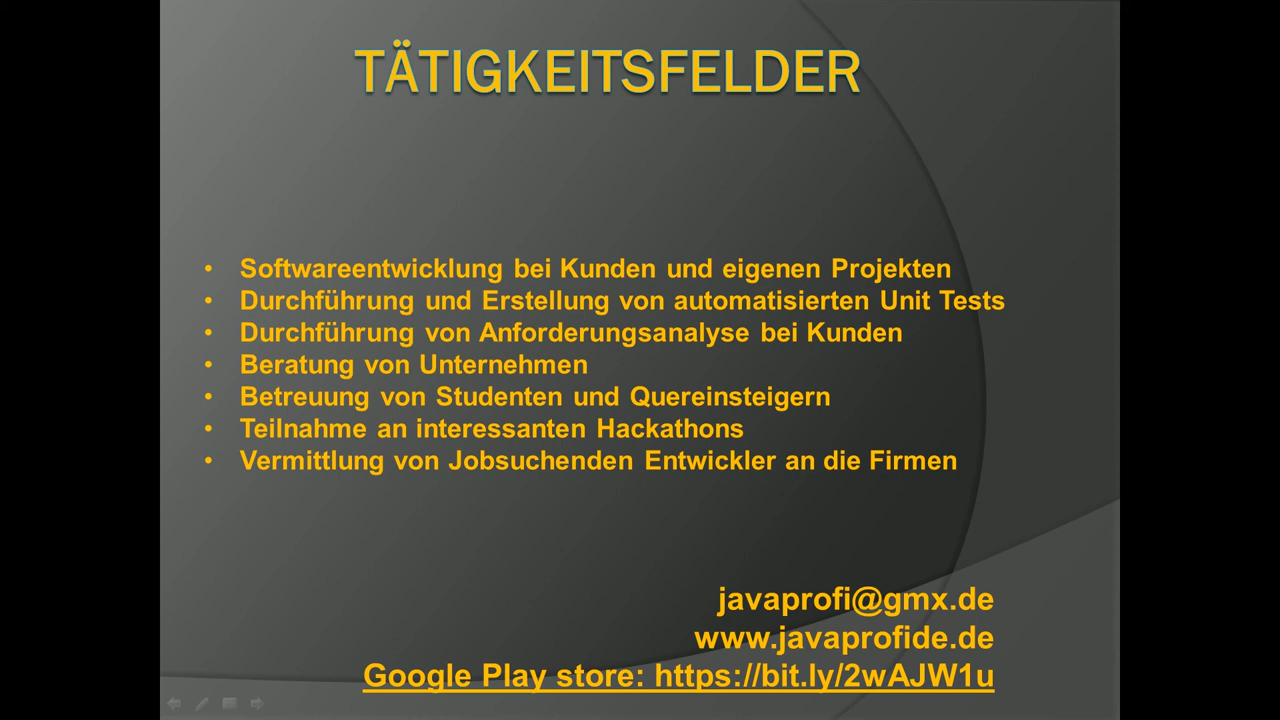 TÄTIGKEITSFELDER
• Softwareentwicklung bei Kunden und eigenen Projekten
• Durchführung und Erstellung von automatisierten Unit Tests
• Durchführung von Anforderungsanalyse bei Kunden
• Beratung von Unternehmen
• Betreuung von Studenten und Quereinsteigern
• Teilnahme an interessanten Hackathons
• Vermittlung von Jobsuchenden Entwickler an die Firmen
javaprofi@gmx.de
www.javaprofide.de
Google Play store: https://bit.ly/2wAJW1u